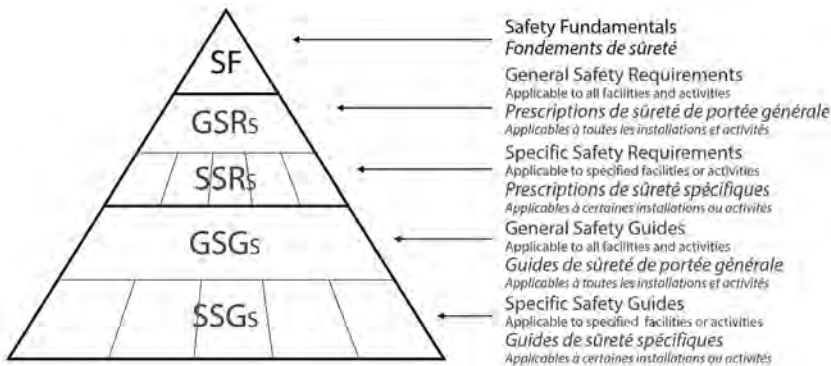 SF
GSRs
SSRs
GSGs
SSGs
Safety Fundamentals
Fondements de sûreté
General Safety Requirements
Applicable to all facilities and activities
Prescriptions de sûreté de portée générale
Applicables à toutes les installations et activités
Specific Safety Requirements
Applicable to specified facilities or activities
Prescriptions de sûreté spécifiques
Applicables à certaines installations ou activités
General Safety Guides
Applicable to all facilities and activities
Guides de sûreté de portée générale
Applicables à toutes les installations et activités
Specific Safety Guides
Applicable to specified facilities or activities
Guides de sûreté spécifiques
Applicables à certaines installations ou activités